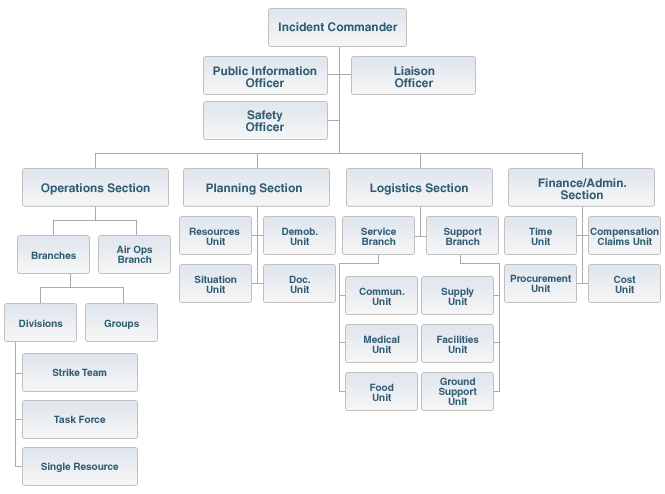 Incident Commander
Public Information
Officer
Liaison
Officer
Safety
Officer
Operations Section
Planning Section
Logistics Section
Finance/Admin.
Section
Branches
Air Ops
Branch
Divisions
Groups
Strike Team
Task Force
Single Resource
Resources
Unit
Demob.
Unit
Situation
Unit
Doc.
Unit
Service
Branch
Support
Branch
Commun.
Unit
Supply
Unit
Medical
Unit
Facilities
Unit
Food
Unit
Ground
Support
Unit
Time
Unit
Compensation
Claims Unit
Procurement
Unit
Cost
Unit